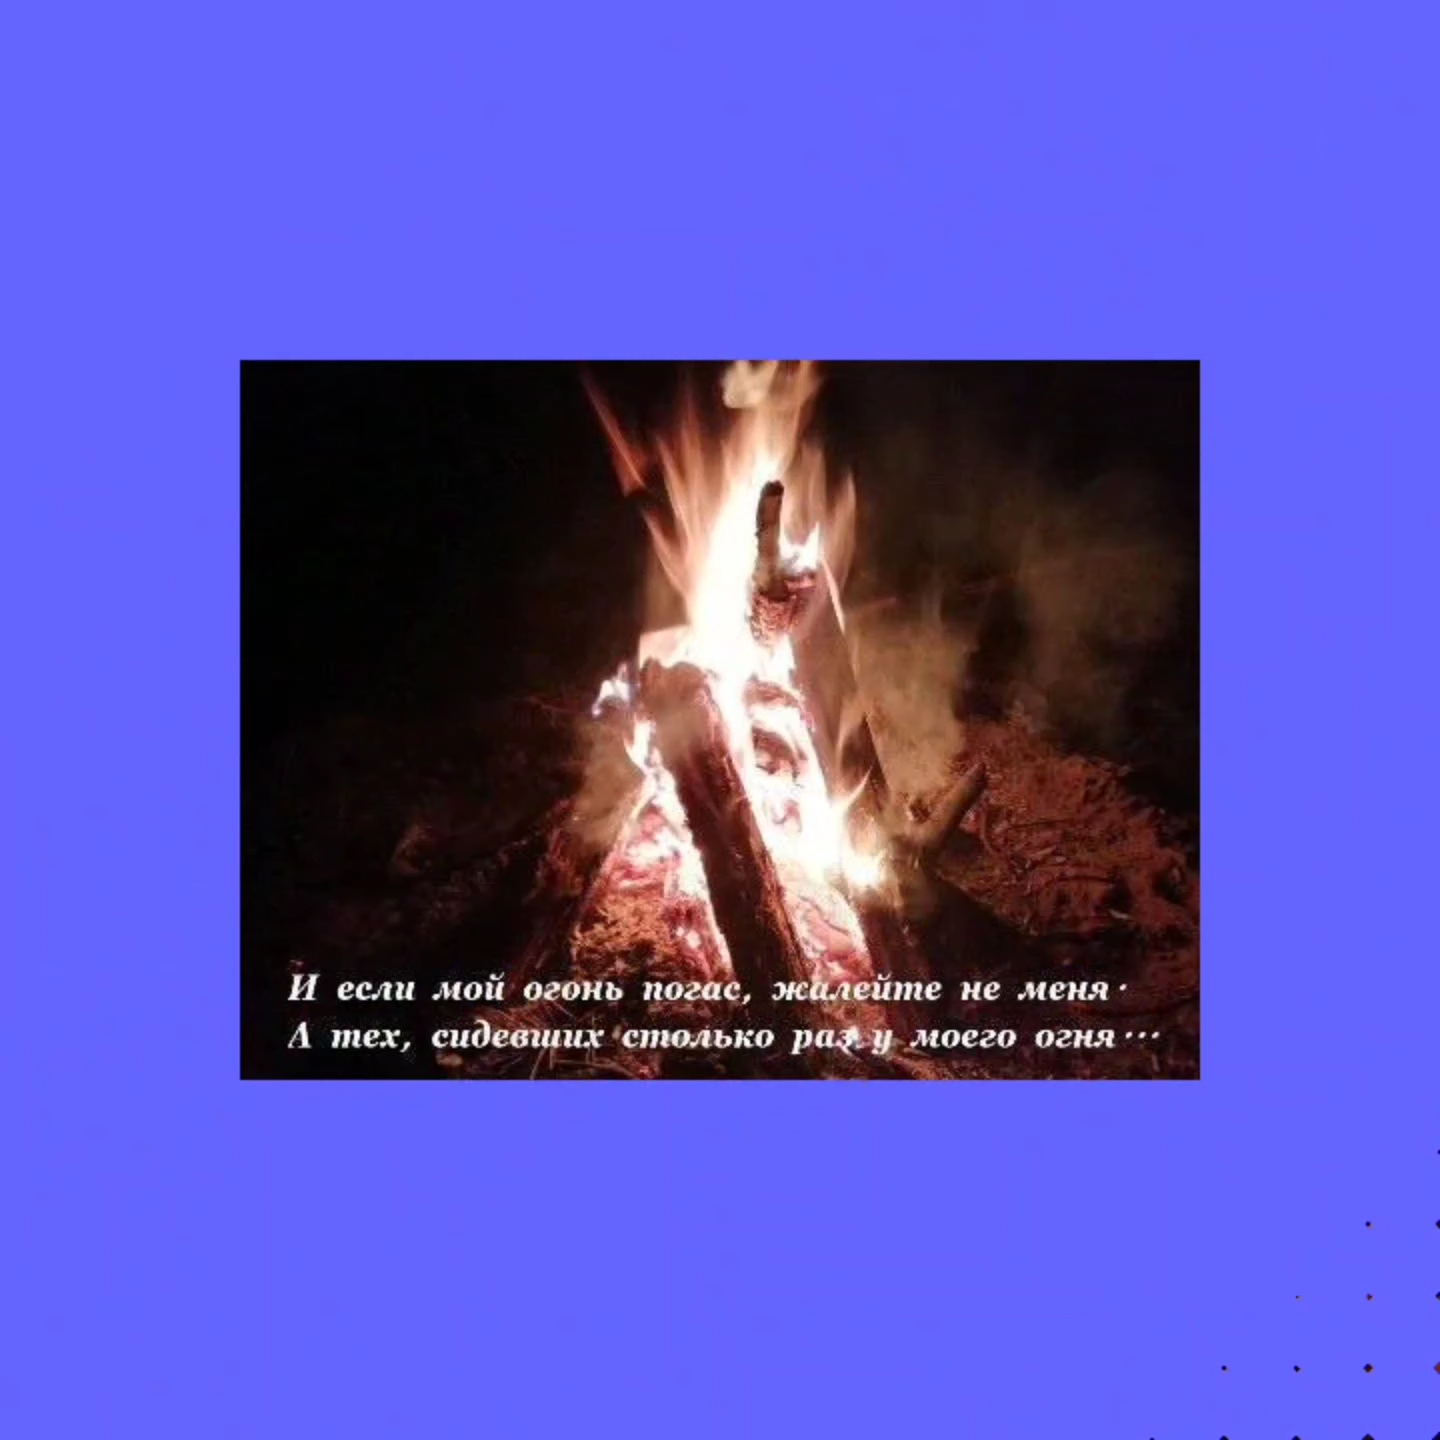 И если мой огонь погас, жалейте не меня.
А тех, сидевших столько раз у моего огня...